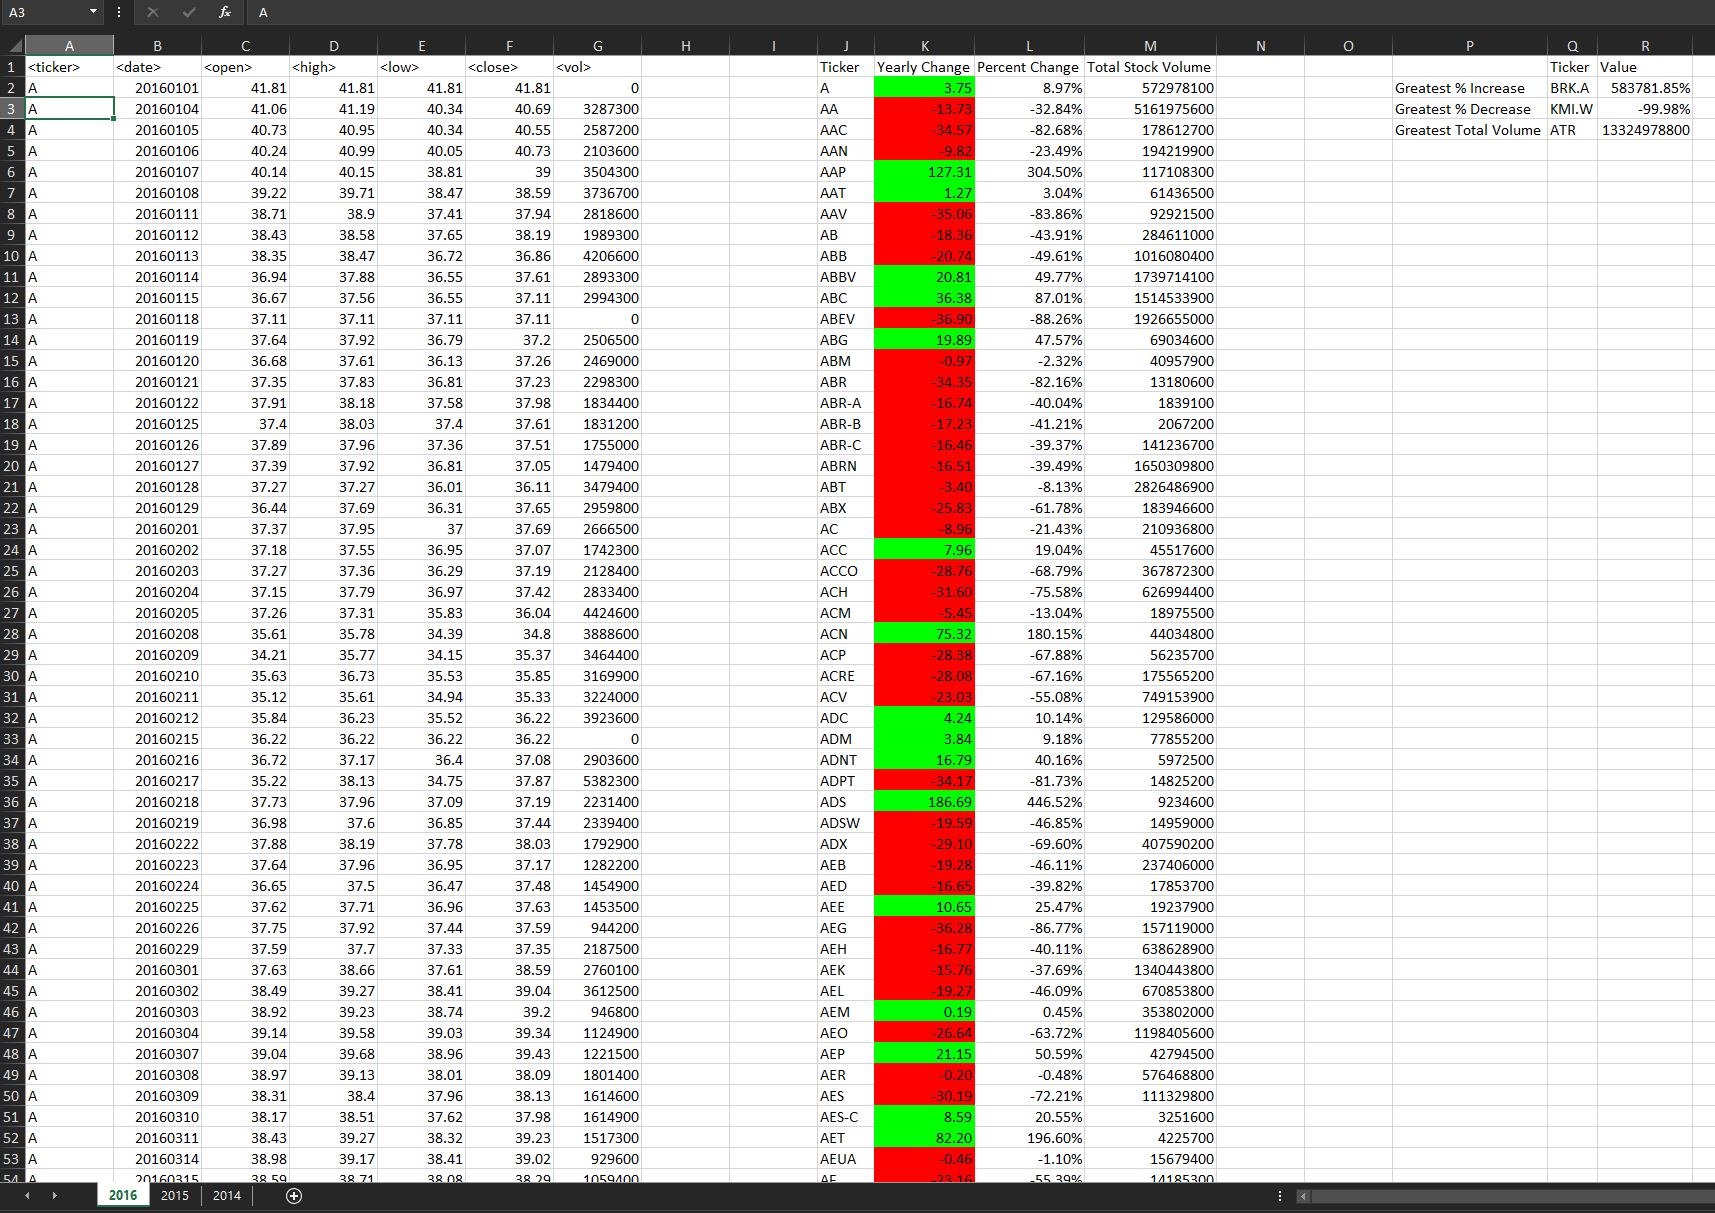 A3 fx A
A B C D E F G H I J K L M N O P Q R
1 <ticker> <date> <open> <high> <low> <close> <vol> Ticker Yearly Change Percent Change Total Stock Volume Ticker Value
2 A 20160101 41.81 41.81 41.81 41.81 0 A 3.75 8.97% 572978100 Greatest % Increase BRK.A 583781.85%
3 A 20160104 41.06 41.19 40.34 40.69 3287300 AA -13.73 -32.84% 5161975600 Greatest % Decrease KMI.W -99.98%
4 A 20160105 40.73 40.95 40.34 40.55 2587200 AAC -34.57 -82.68% 178612700 Greatest Total Volume ATR 13324978800
5 A 20160106 40.24 40.99 40.05 40.73 2103600 AAN -9.82 -23.49% 194219900
6 A 20160107 40.14 40.15 38.81 39 3504300 AAP 127.31 304.50% 117108300
7 A 20160108 39.22 39.71 38.47 38.59 3736700 AAT 1.27 3.04% 61436500
8 A 20160111 38.71 38.9 37.41 37.94 2818600 AAV -35.06 -83.86% 92921500
9 A 20160112 38.43 38.58 37.65 38.19 1989300 AB -18.36 -43.91% 284611000
10 A 20160113 38.35 38.47 36.72 36.86 4206600 ABB -20.74 -49.61% 1016080400
11 A 20160114 36.94 37.88 36.55 37.61 2893300 ABBV 20.81 49.77% 1739714100
12 A 20160115 36.67 37.56 36.55 37.11 2994300 ABC 36.38 87.01% 1514533900
13 A 20160118 37.11 37.11 37.11 37.11 0 ABEV -36.90 -88.26% 1926655000
14 A 20160119 37.64 37.92 36.79 37.2 2506500 ABG 19.89 47.57% 69034600
15 A 20160120 36.68 37.61 36.13 37.26 2469000 ABM -0.97 -2.32% 40957900
16 A 20160121 37.35 37.83 36.81 37.23 2298300 ABR -34.35 -82.16% 13180600
17 A 20160122 37.91 38.18 37.58 37.98 1834400 ABR-A -16.74 -40.04% 1839100
18 A 20160125 37.4 38.03 37.4 37.61 1831200 ABR-B -17.23 -41.21% 2067200
19 A 20160126 37.89 37.96 37.36 37.51 1755000 ABR-C -16.46 -39.37% 141236700
20 A 20160127 37.39 37.92 36.81 37.05 1479400 ABRN -16.51 -39.49% 1650309800
21 A 20160128 37.27 37.27 36.01 36.11 3479400 ABT -3.40 -8.13% 2826486900
22 A 20160129 36.44 37.69 36.31 37.65 2959800 ABX -25.83 -61.78% 183946600
23 A 20160201 37.37 37.95 37 37.69 2666500 AC -8.96 -21.43% 210936800
24 A 20160202 37.18 37.55 36.95 37.07 1742300 ACC 7.96 19.04% 45517600
25 A 20160203 37.27 37.36 36.29 37.19 2128400 ACCO -28.76 -68.79% 367872300
26 A 20160204 37.15 37.79 36.97 37.42 2833400 ACH -31.60 -75.58% 626994400
27 A 20160205 37.26 37.31 35.83 36.04 4424600 ACM -5.45 -13.04% 18975500
28 A 20160208 35.61 35.78 34.39 34.8 3888600 ACN 75.32 180.15% 44034800
29 A 20160209 34.21 35.77 34.15 35.37 3464400 ACP -28.38 -67.88% 56235700
30 A 20160210 35.63 36.73 35.53 35.85 3169900 ACRE -28.08 -67.16% 175565200
31 A 20160211 35.12 35.61 34.94 35.33 3224000 ACV -23.03 -55.08% 749153900
32 A 20160212 35.84 36.23 35.52 36.22 3923600 ADC 4.24 10.14% 129586000
33 A 20160215 36.22 36.22 36.22 36.22 0 ADM 3.84 9.18% 77855200
34 A 20160216 36.72 37.17 36.4 37.08 2903600 ADNT 16.79 40.16% 5972500
35 A 20160217 35.22 38.13 34.75 37.87 5382300 ADPT -34.17 -81.73% 14825200
36 A 20160218 37.73 37.96 37.09 37.19 2231400 ADS 186.69 446.52% 9234600
37 A 20160219 36.98 37.6 36.85 37.44 2339400 ADSW -19.59 -46.85% 14959000
38 A 20160222 37.88 38.19 37.78 38.03 1792900 ADX -29.10 -69.60% 407590200
39 A 20160223 37.64 37.96 36.95 37.17 1282200 AEB -19.28 -46.11% 237406000
40 A 20160224 36.65 37.5 36.47 37.48 1454900 AED -16.65 -39.82% 17853700
41 A 20160225 37.62 37.71 36.96 37.63 1453500 AEE 10.65 25.47% 19237900
42 A 20160226 37.75 37.92 37.44 37.59 944200 AEG -36.28 -86.77% 157119000
43 A 20160229 37.59 37.7 37.33 37.35 2187500 AEH -16.77 -40.11% 638628900
44 A 20160301 37.63 38.66 37.61 38.59 2760100 AEK -15.76 -37.69% 1340443800
45 A 20160302 38.49 39.27 38.41 39.04 3612500 AEL -19.27 -46.09% 670853800
46 A 20160303 38.92 39.23 38.74 39.2 946800 AEM 0.19 0.45% 353802000
47 A 20160304 39.14 39.58 39.03 39.34 1124900 AEO -26.64 -63.72% 1198405600
48 A 20160307 39.04 39.68 38.96 39.43 1221500 AEP 21.15 50.59% 42794500
49 A 20160308 38.97 39.13 38.01 38.09 1801400 AER -0.20 -0.48% 576468800
50 A 20160309 38.31 38.4 37.96 38.13 1614600 AES -30.19 -72.21% 111329800
51 A 20160310 38.17 38.51 37.62 37.98 1614900 AES-C 8.59 20.55% 3251600
52 A 20160311 38.43 39.27 38.32 39.23 1517300 AET 82.20 196.60% 4225700
53 A 20160314 38.98 39.17 38.41 39.02 929600 AEUA -0.46 -1.10% 15679400
54 A 20160315 38.59 38.71 38.08 38.29 1059400 AF -23.16 -55.39% 14185300
2016 2015 2014